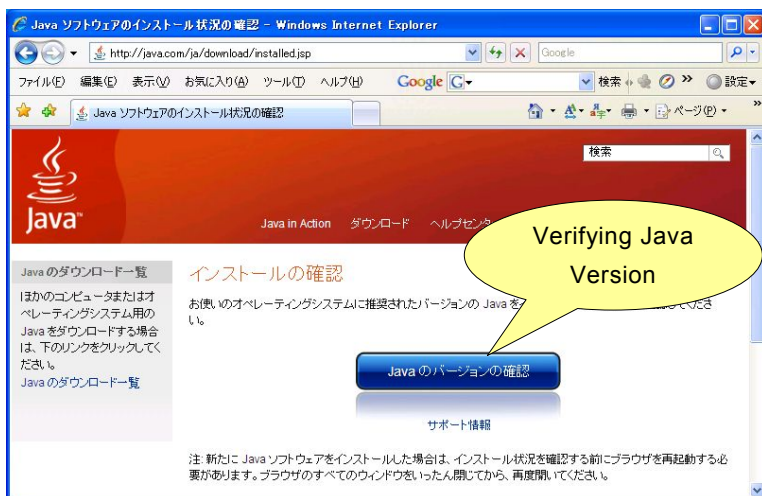 Java ソフトウェアのインストール状況の確認 - Windows Internet Explorer
http://java.com/ja/download/installed.jsp
Google
ファイル(F) 編集(E) 表示(V) お気に入り(A) ツール(T) ヘルプ(H)
Google G 検索 » 設定
Java ソフトウェアのインストール状況の確認
ページ(P) »
検索
Java™
Java in Action ダウンロード ヘルプセンタ
Verifying Java
Version
Java のダウンロード一覧
ほかのコンピュータまたはオ
ペレーティングシステム用の
Java をダウンロードする場合
は、下のリンクをクリックしてく
ださい。
Java のダウンロード一覧
インストールの確認
お使いのオペレーティングシステムに推奨されたバージョンの Java を
してくださ
い。
Java のバージョンの確認
サポート情報
注: 新たに Java ソフトウェアをインストールした場合は、インストール状況を確認する前にブラウザを再起動する必
要があります。ブラウザのすべてのウィンドウをいったん閉じてから、再度開いてください。